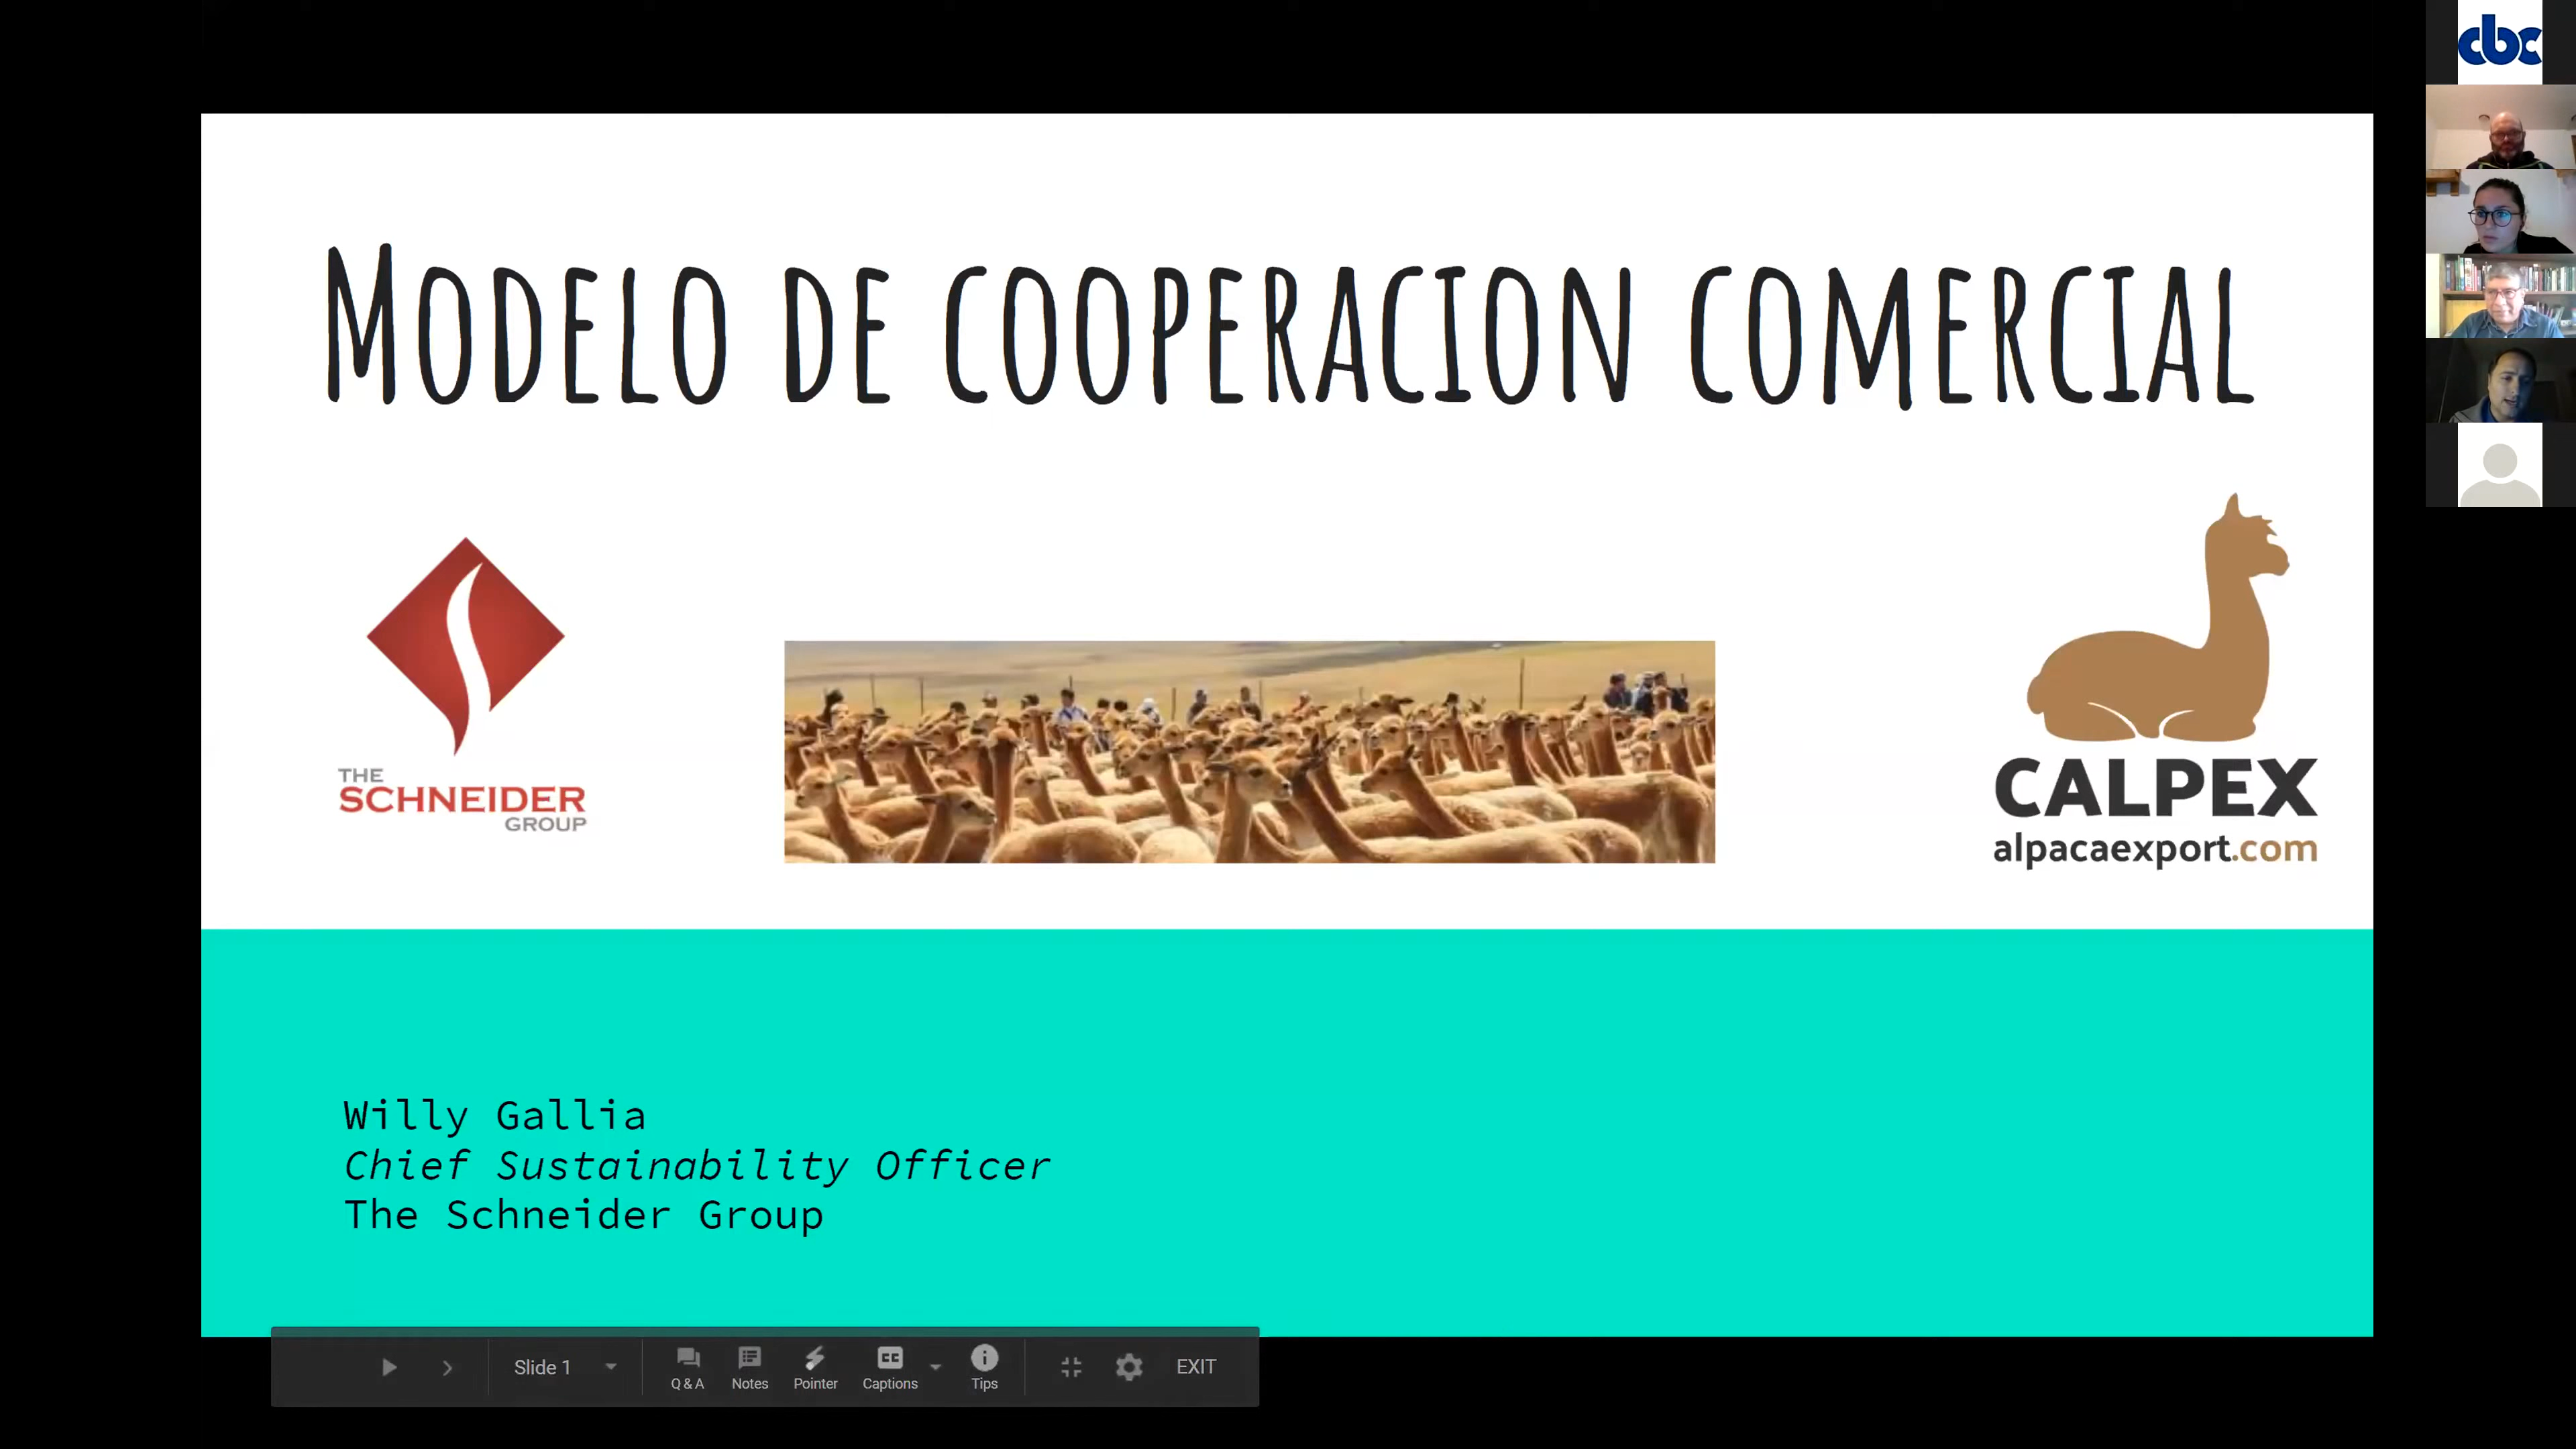 cbc
MODELO DE COOPERACION COMERCIAL
THE
SCHNEIDER
GROUP
CALPEX
alpacaexport.com
Willy Gallia
Chief Sustainability Officer
The Schneider Group
Slide 1
Q & A
Notes
Pointer
CC
Captions
Tips
EXIT